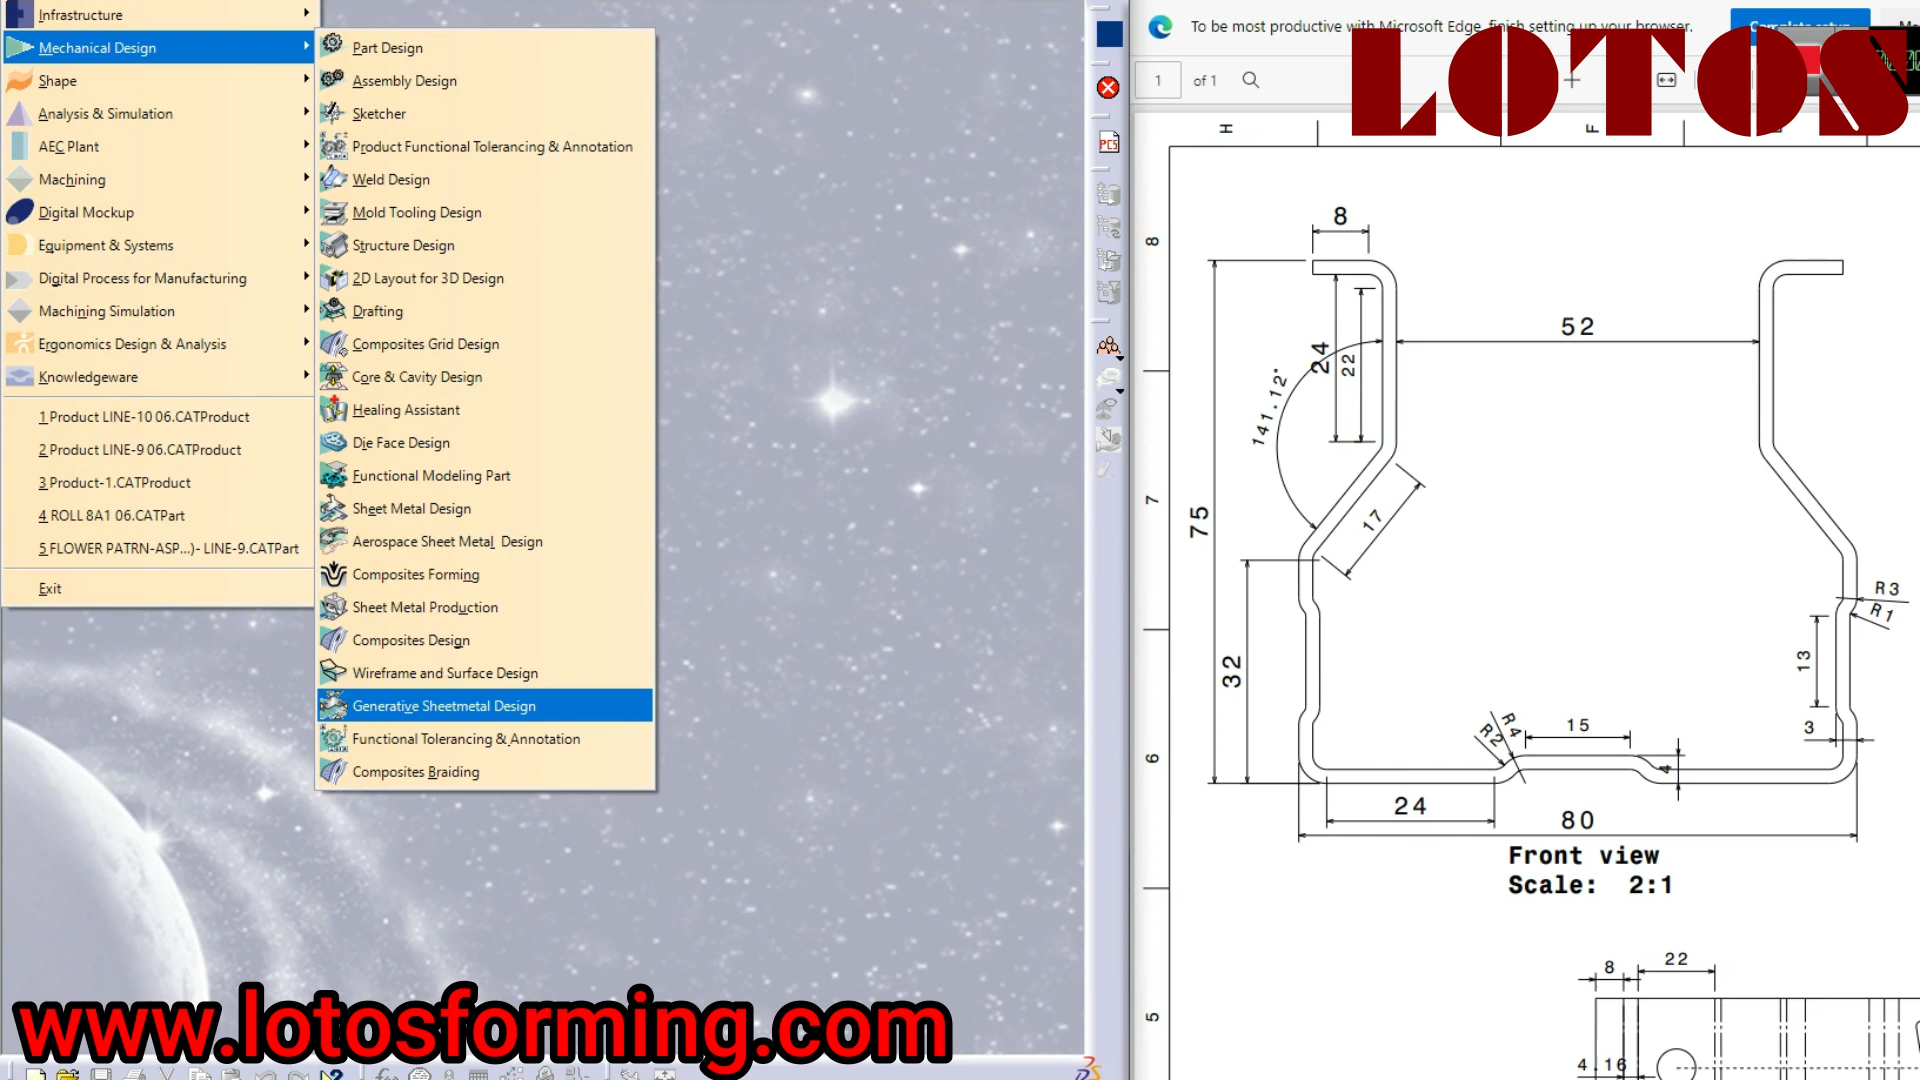 Infrastructure
Mechanical Design
Shape
Analysis & Simulation
AEC Plant
Machining
Digital Mockup
Equipment & Systems
Digital Process for Manufacturing
Machining Simulation
Ergonomics Design & Analysis
Knowledgeware
1 Product LINE-10 06.CATProduct
2 Product LINE-9 06.CATProduct
3 Product-1.CATProduct
4 ROLL 8A1 06.CATPart
5 FLOWER PATRN-ASP...)- LINE-9.CATPart
Exit
Part Design
Assembly Design
Sketcher
Product Functional Tolerancing & Annotation
Weld Design
Mold Tooling Design
Structure Design
2D Layout for 3D Design
Drafting
Composites Grid Design
Core & Cavity Design
Healing Assistant
Die Face Design
Functional Modeling Part
Sheet Metal Design
Aerospace Sheet Metal Design
Composites Forming
Sheet Metal Production
Composites Design
Wireframe and Surface Design
Generative Sheetmetal Design
Functional Tolerancing & Annotation
Composites Braiding
PCS
To be most productive with Microsoft Edge, finish setting up your browser.
1 of 1
LOTOS
H
F
8
7
6
5
8
52
24
22
141.12°
75
17
32
R3
R1
13
3
R4
R2
15
4
24
80
Front view
Scale: 2:1
8
22
4.16
www.lotosforming.com